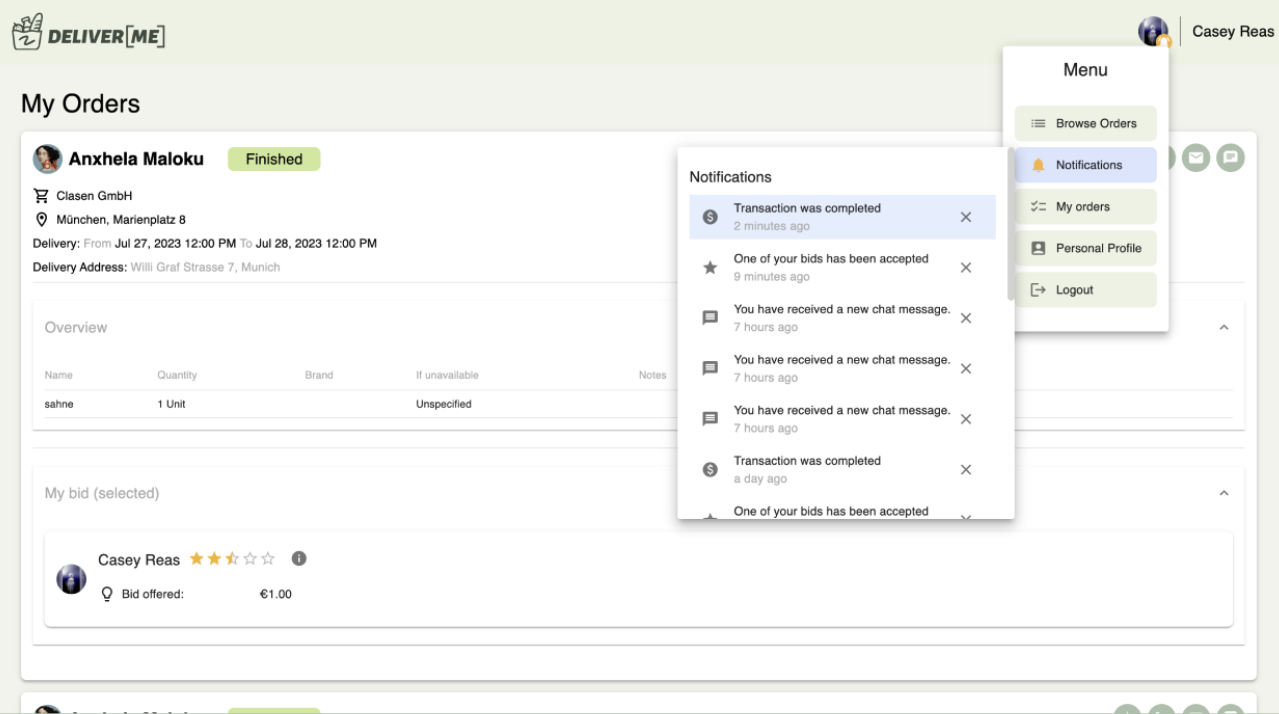 DELIVER[ME]
Casey Reas
Menu
Browse Orders
Notifications
My orders
Personal Profile
Logout
My Orders
Anxhela Maloku
Finished
Clasen GmbH
München, Marienplatz 8
Delivery: From Jul 27, 2023 12:00 PM To Jul 28, 2023 12:00 PM
Delivery Address: Willi Graf Strasse 7, Munich
Notifications
Transaction was completed
2 minutes ago
One of your bids has been accepted
9 minutes ago
You have received a new chat message.
7 hours ago
You have received a new chat message.
7 hours ago
You have received a new chat message.
7 hours ago
Transaction was completed
a day ago
One of your bids has been accepted
Overview
Name Quantity Brand If unavailable Notes
sahne 1 Unit Unspecified
My bid (selected)
Casey Reas
Bid offered: €1.00